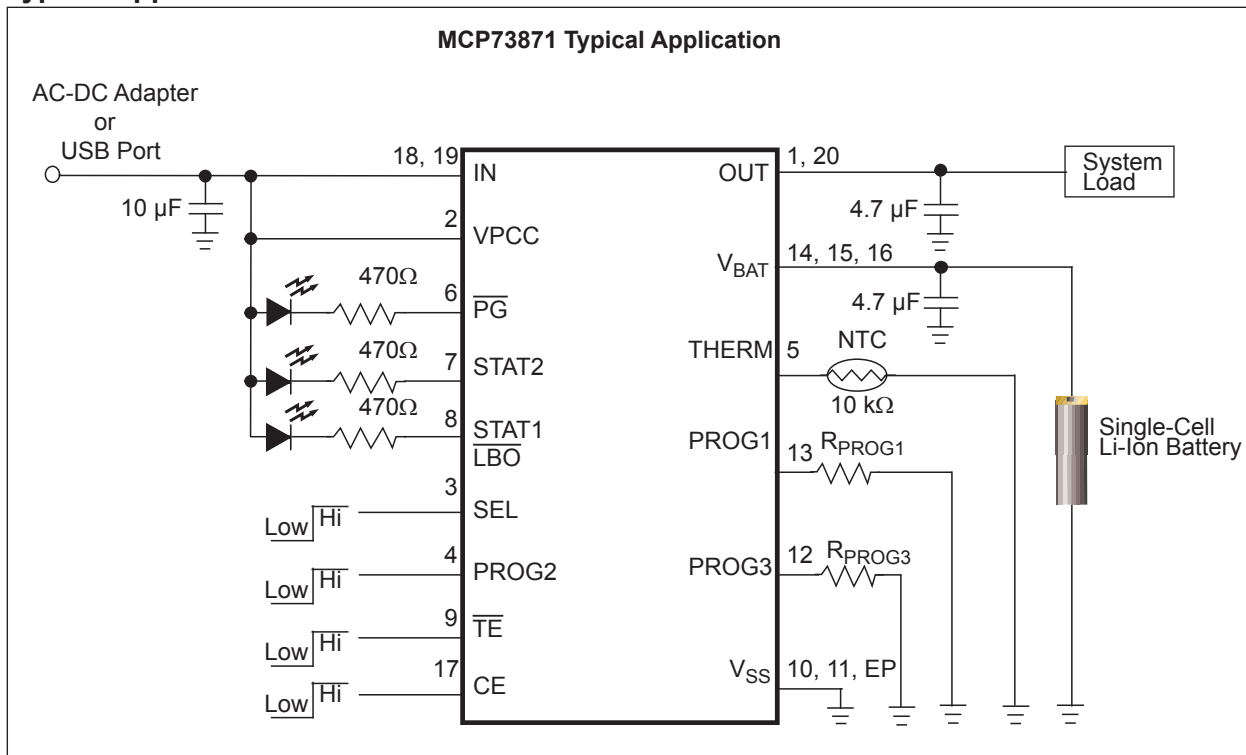 MCP73871 Typical Application
AC-DC Adapter
or
USB Port
18, 19
IN
10 µF
2
VPCC
470Ω
6
PG
470Ω
7
STAT2
470Ω
8
STAT1
LBO
3
SEL
Low
Hi
4
PROG2
Low
Hi
9
TE
Low
Hi
17
CE
Low
Hi
1, 20
OUT
System
Load
4.7 µF
VBAT
14, 15, 16
4.7 µF
THERM
5
NTC
10 kΩ
PROG1
13
RPROG1
Single-Cell
Li-Ion Battery
PROG3
12
RPROG3
VSS
10, 11, EP